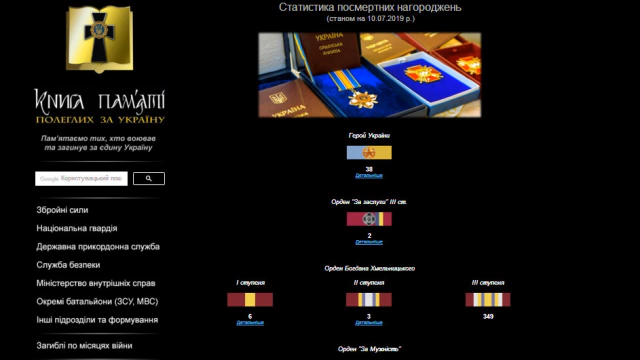 Книга пам'яті
ПОЛЕГЛИХ ЗА УКРАЇНУ
Пам'ятаємо тих, хто воював
та загинув за єдину Україну
Google
Збройні сили
Національна гвардія
Державна прикордонна служба
Служба безпеки
Міністерство внутрішніх справ
Окремі батальйони (ЗСУ, МВС)
Інші підрозділи та формування
Загиблі по місяцях війни
Статистика посмертних нагороджень
(станом на 10.07.2019 р.)
УКРАЇНА
Герой України
38
Детальніше
Орден "За заслуги" III ст.
2
Детальніше
Орден Богдана Хмельницького
I ступеня
II ступеня
III ступеня
6
3
349
Детальніше
Детальніше
Орден "За Мужність"